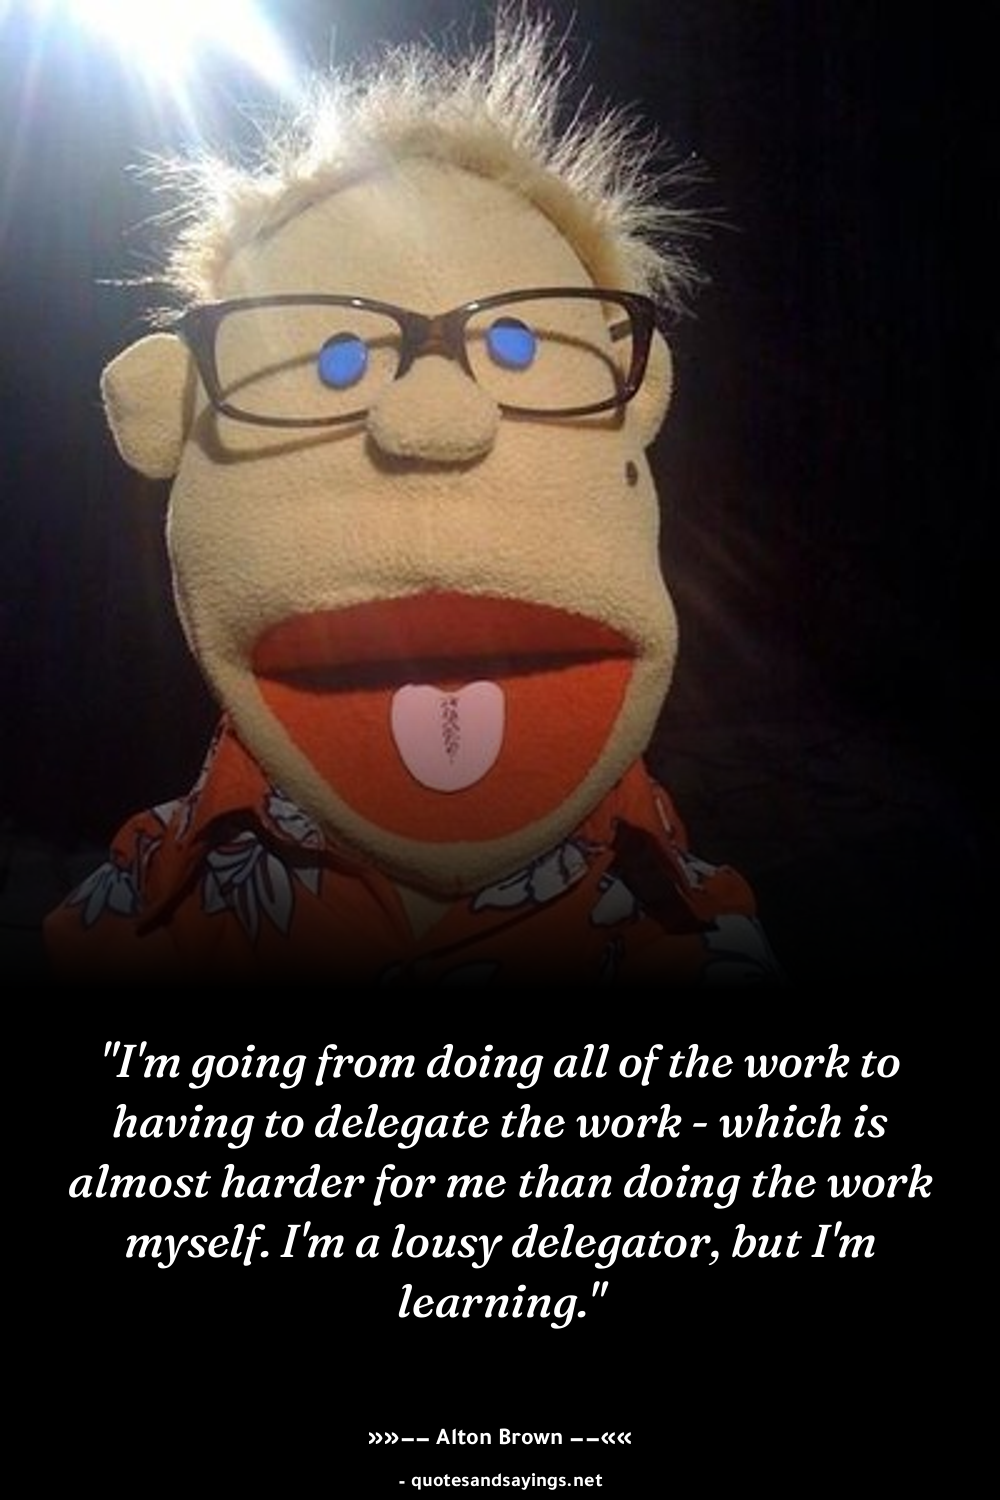 "I'm going from doing all of the work to
having to delegate the work - which is
almost harder for me than doing the work
myself. I'm a lousy delegator, but I'm
learning."
»»−− Alton Brown −−««
- quotesandsayings.net